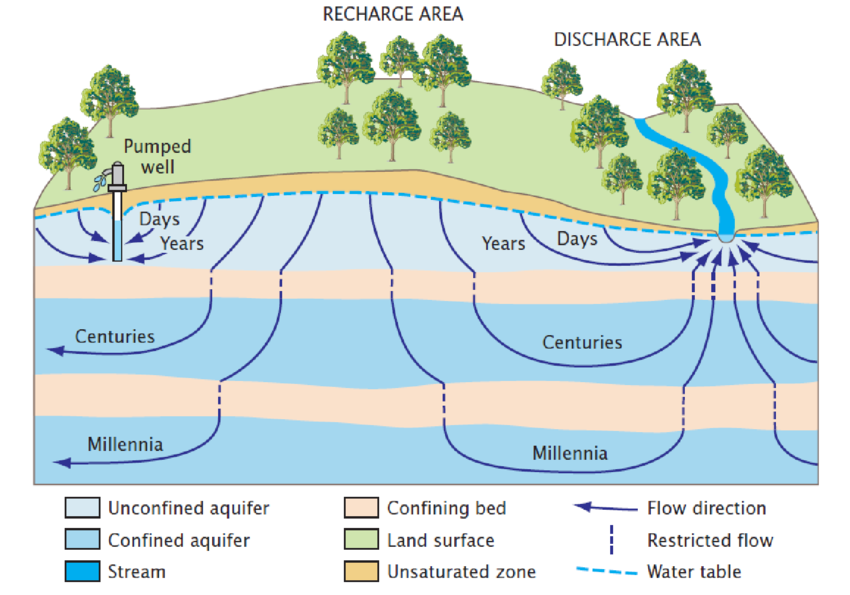 RECHARGE AREA
DISCHARGE AREA
Pumped
well
Days
Years
Years
Days
Centuries
Centuries
Millennia
Millennia
Unconfined aquifer
Confining bed
Flow direction
Confined aquifer
Land surface
Restricted flow
Stream
Unsaturated zone
Water table